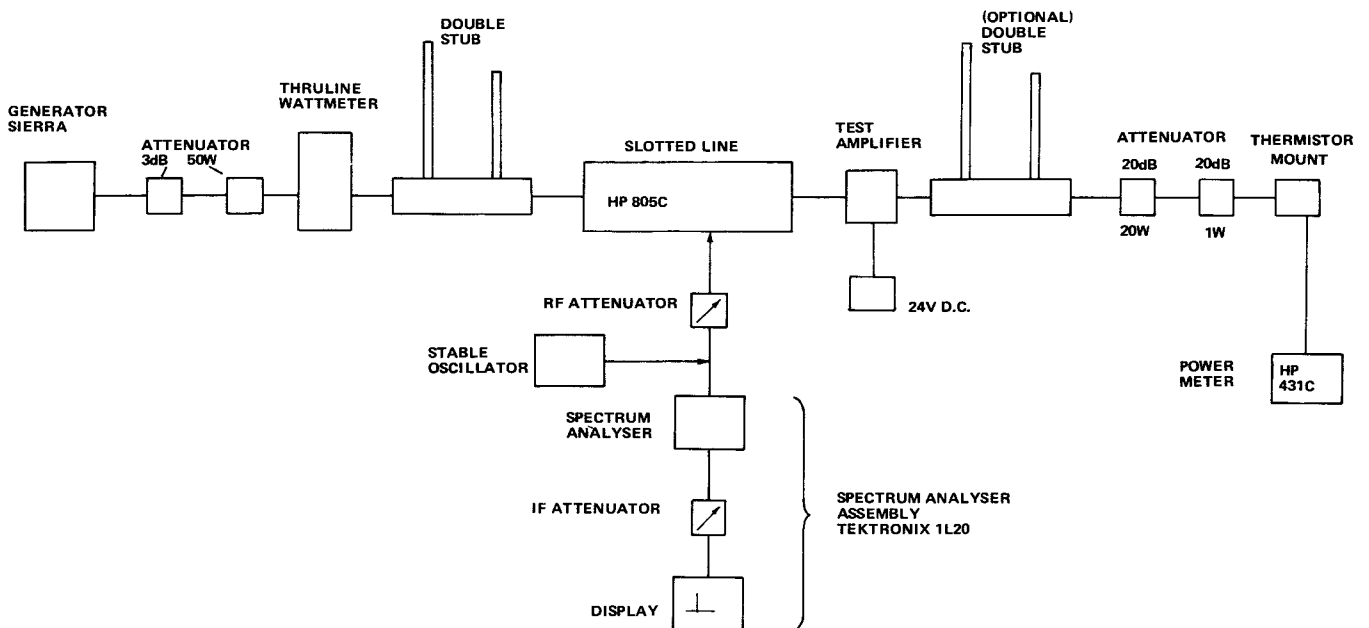 GENERATOR
SIERRA
ATTENUATOR
3dB 50W
THRULINE
WATTMETER
DOUBLE
STUB
SLOTTED LINE
HP 805C
TEST
AMPLIFIER
24V D.C.
(OPTIONAL)
DOUBLE
STUB
ATTENUATOR
20dB 20dB
20W 1W
THERMISTOR
MOUNT
POWER
METER
HP
431C
RF ATTENUATOR
STABLE
OSCILLATOR
SPECTRUM
ANALYSER
IF ATTENUATOR
DISPLAY
SPECTRUM ANALYSER
ASSEMBLY
TEKTRONIX 1L20